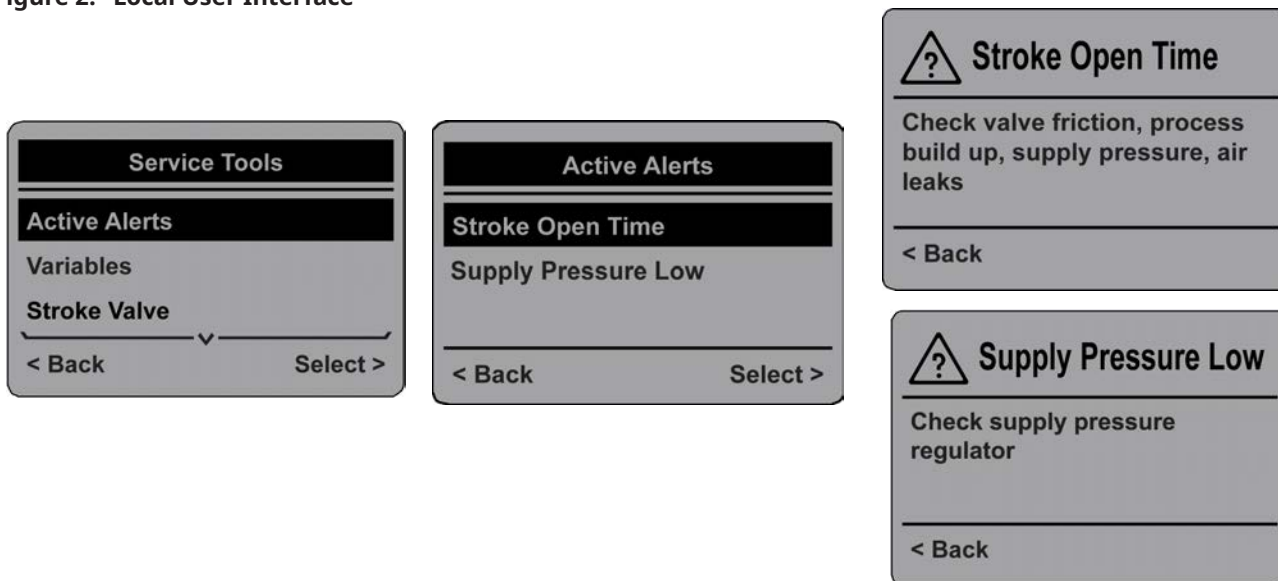 Figure 2. Local User Interface
Service Tools
Active Alerts
Variables
Stroke Valve
< Back Select >
Active Alerts
Stroke Open Time
Supply Pressure Low
< Back Select >
Stroke Open Time
Check valve friction, process
build up, supply pressure, air
leaks
< Back
Supply Pressure Low
Check supply pressure
regulator
< Back